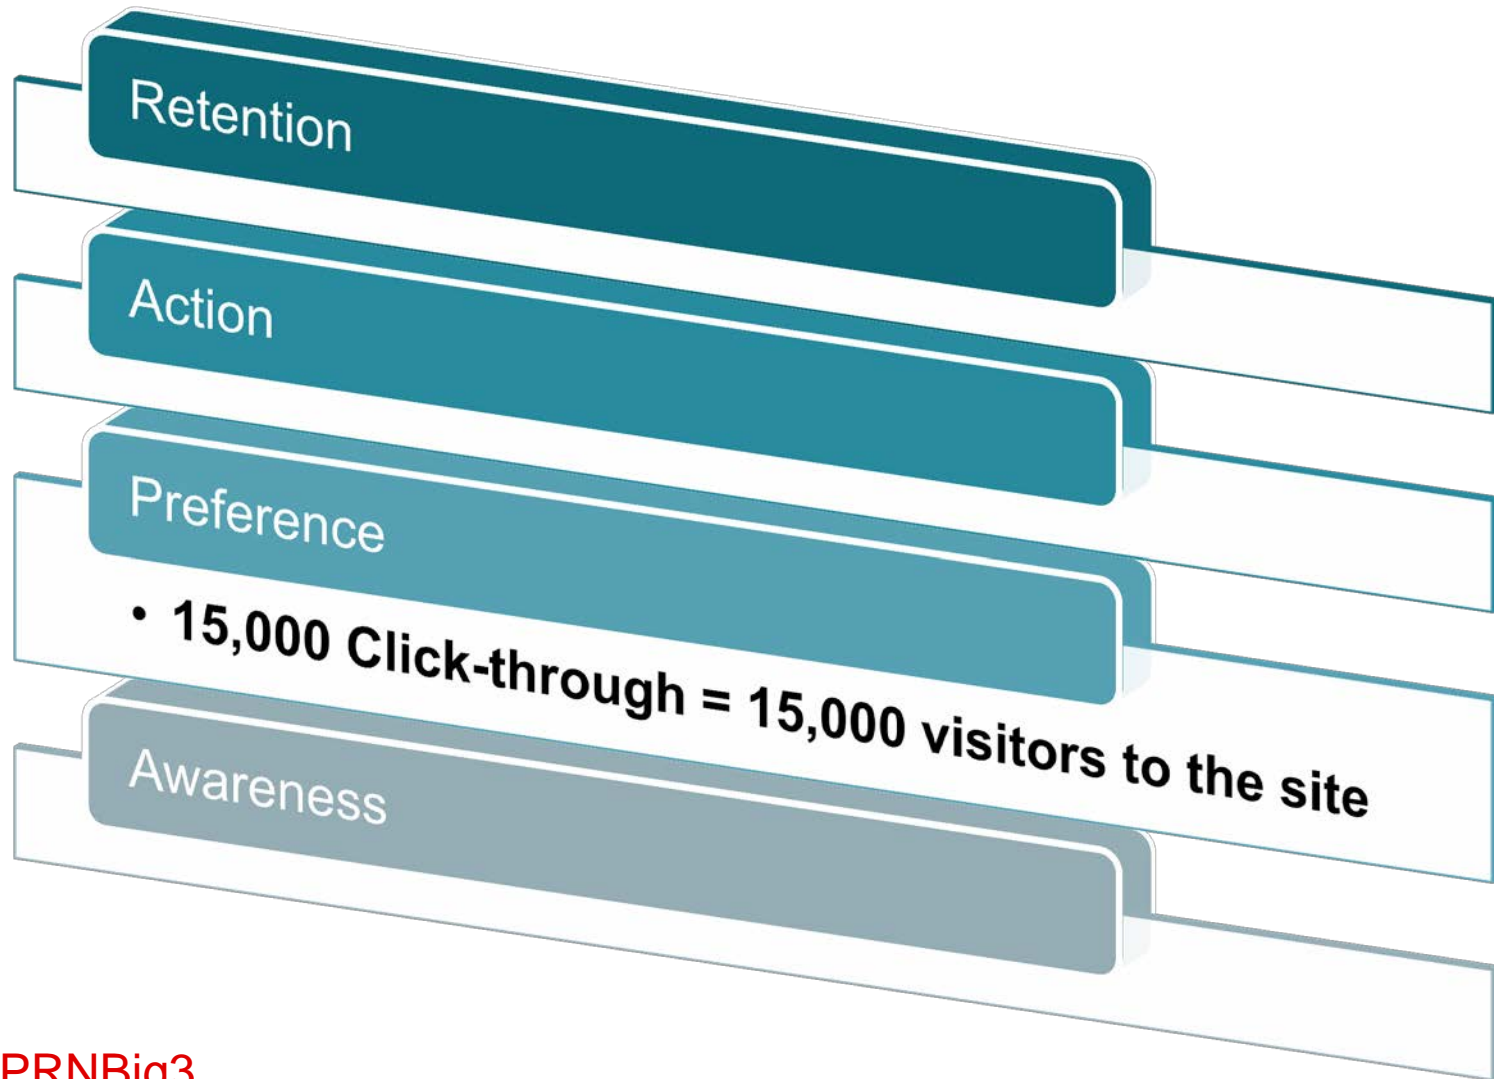 Retention
Action
Preference
• 15,000 Click-through = 15,000 visitors to the site
Awareness
PRNBig3